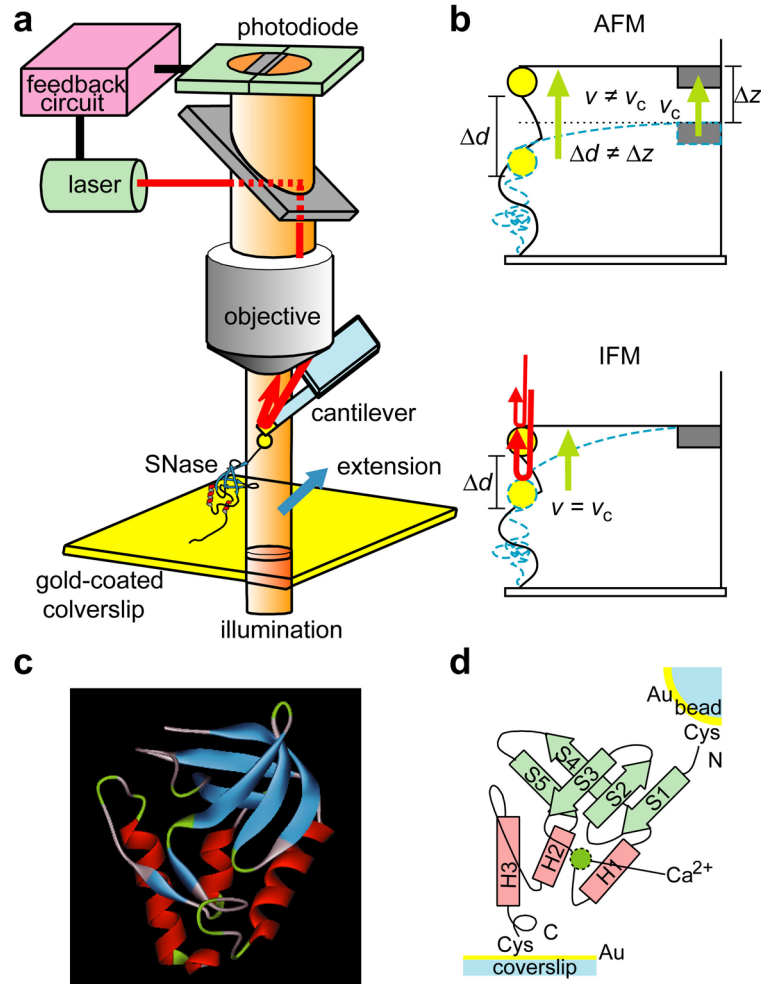 a
photodiode
feedback
circuit
laser
objective
cantilever
SNase
extension
gold-coated
colverslip
illumination
b
AFM
v ≠ vc
vc
Δz
Δd
Δd ≠ Δz
IFM
Δd
v = vc
c
d
Au
bead
Cys
N
S5
S4
S3
S2
S1
H3
H2
H1
Ca2+
C
Cys
Au
coverslip